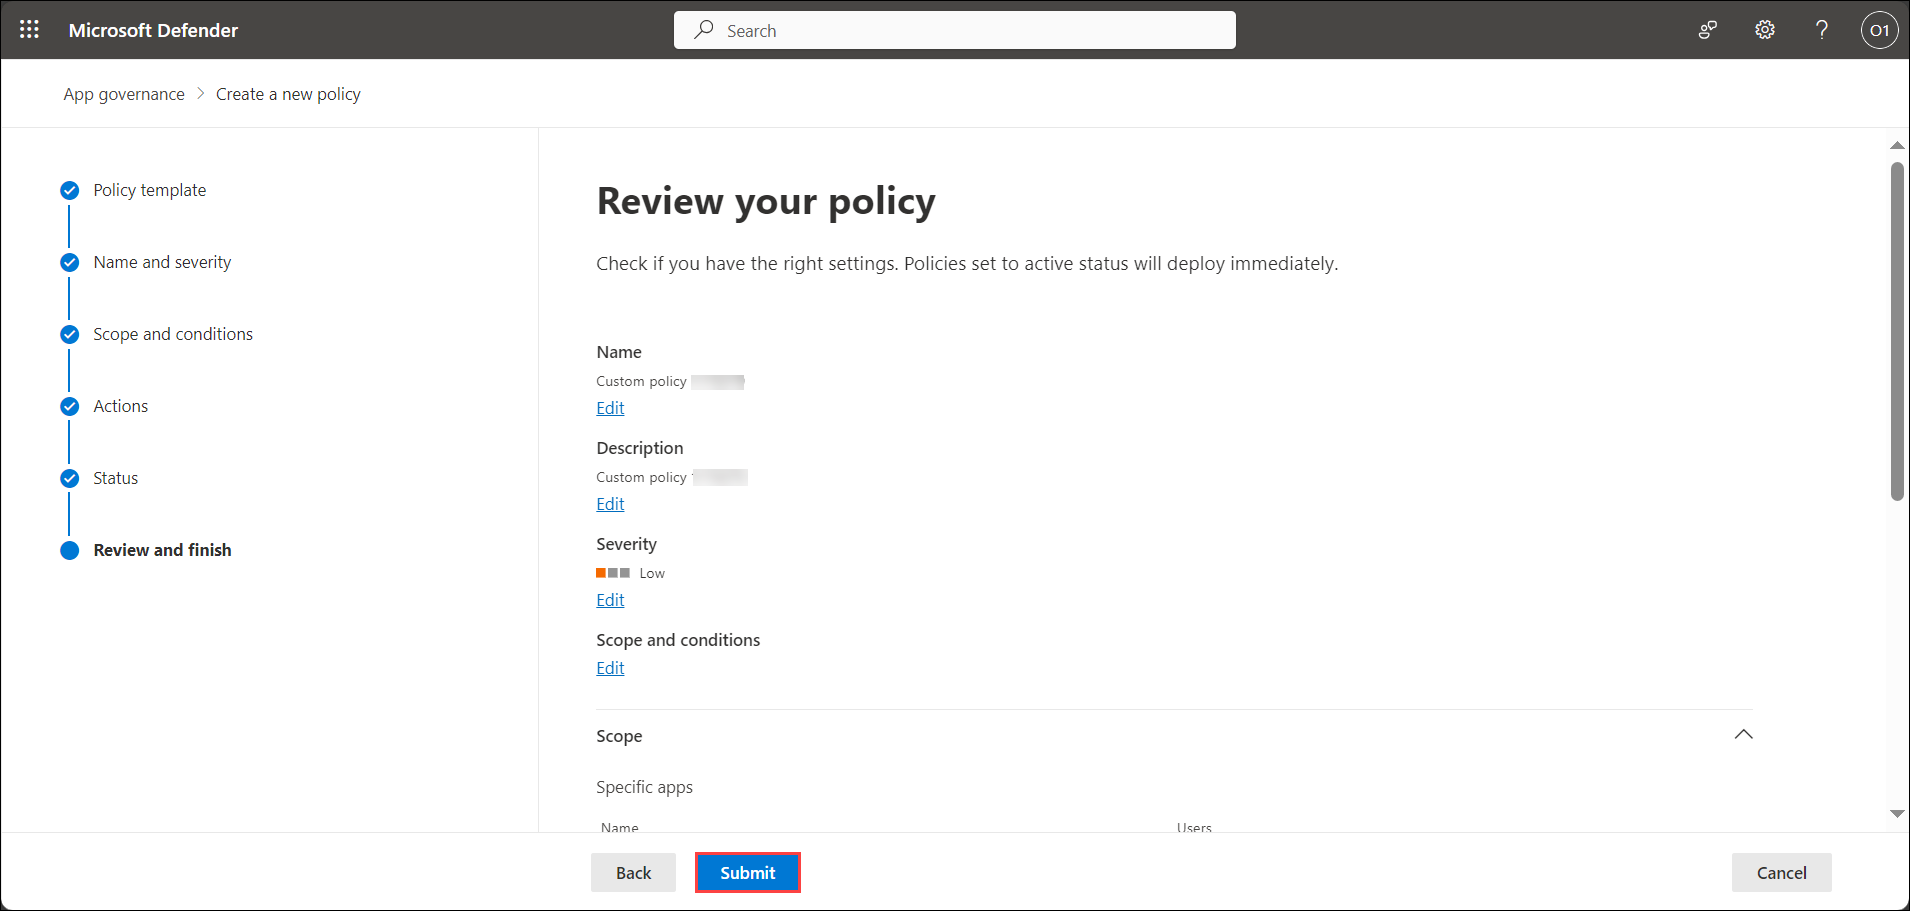 Microsoft Defender
Search
?
O1
App governance > Create a new policy
Policy template
Name and severity
Scope and conditions
Actions
Status
Review and finish
Review your policy
Check if you have the right settings. Policies set to active status will deploy immediately.
Name
Custom policy
Edit
Description
Custom policy
Edit
Severity
Low
Edit
Scope and conditions
Edit
Scope
Specific apps
Name Users
Back Submit Cancel